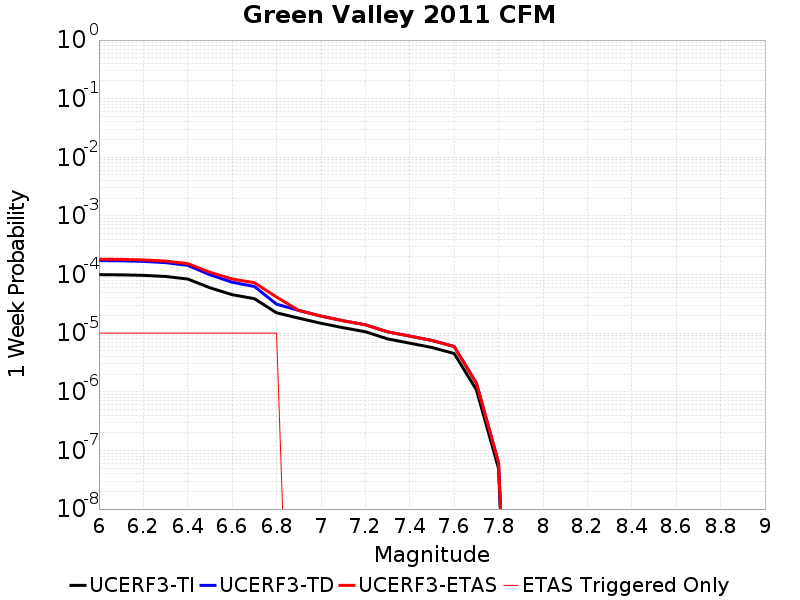 Green Valley 2011 CFM
1 Week Probability
10^0
10^-1
10^-2
10^-3
10^-4
10^-5
10^-6
10^-7
10^-8
6 6.2 6.4 6.6 6.8 7 7.2 7.4 7.6 7.8 8 8.2 8.4 8.6 8.8 9
Magnitude
UCERF3-TI UCERF3-TD UCERF3-ETAS ETAS Triggered Only